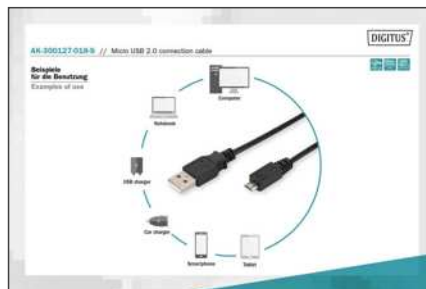 DIGITUS®
AK-300127-018-S // Micro USB 2.0 connection cable
Beispiele
für die Benutzung
Examples of use
Computer
Notebook
USB charger
Car charger
Smartphone
Tablet